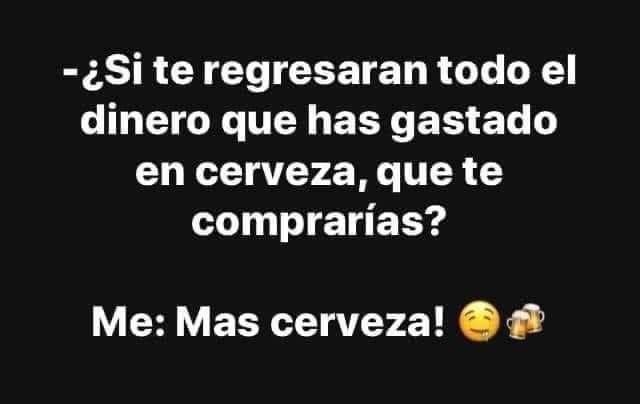 -¿Si te regresaran todo el
dinero que has gastado
en cerveza, que te
comprarías?
Me: Mas cerveza! 🤤🍻